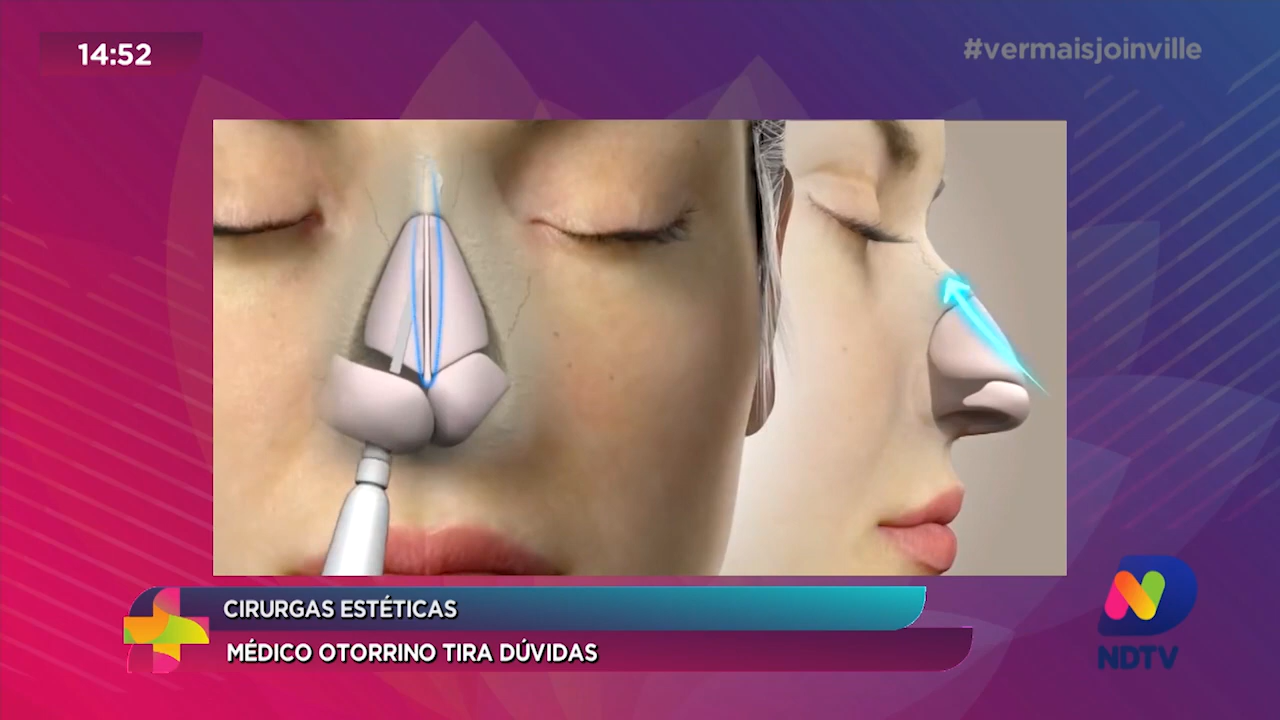 14:52
#vermaisjoinville
CIRURGAS ESTÉTICAS
MÉDICO OTORRINO TIRA DÚVIDAS
NDTV